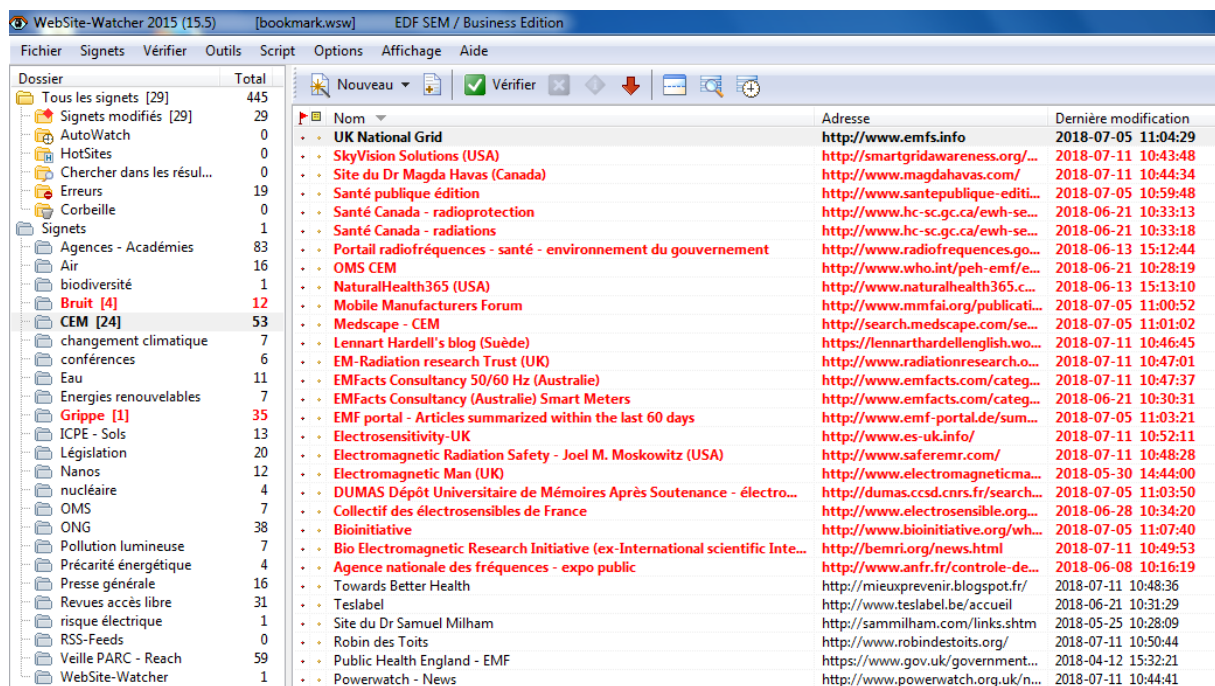 WebSite-Watcher 2015 (15.5) [bookmark.wsw] EDF SEM / Business Edition
Fichier Signets Vérifier Outils Script Options Affichage Aide
Dossier Total
Tous les signets [29] 445
Signets modifiés [29] 29
AutoWatch 0
HotSites 0
Chercher dans les résul... 0
Erreurs 19
Corbeille 0
Signets 1
Agences - Académies 83
Air 16
biodiversité 1
Bruit [4] 12
CEM [24] 53
changement climatique 7
conférences 6
Eau 11
Energies renouvelables 7
Grippe [1] 35
ICPE - Sols 13
Législation 20
Nanos 12
nucléaire 4
OMS 7
ONG 38
Pollution lumineuse 7
Précarité énergétique 4
Presse générale 16
Revues accès libre 31
risque électrique 1
RSS-Feeds 0
Veille PARC - Reach 59
WebSite-Watcher 1
Nouveau Vérifier
Nom Adresse Dernière modification
UK National Grid http://www.emfs.info 2018-07-05 11:04:29
SkyVision Solutions (USA) http://smartgridawareness.org/... 2018-07-11 10:43:48
Site du Dr Magda Havas (Canada) http://www.magdahavas.com/ 2018-07-11 10:44:34
Santé publique édition http://www.santepublique-editi... 2018-07-05 10:59:48
Santé Canada - radioprotection http://www.hc-sc.gc.ca/ewh-se... 2018-06-21 10:33:13
Santé Canada - radiations http://www.hc-sc.gc.ca/ewh-se... 2018-06-21 10:33:18
Portail radiofréquences - santé - environnement du gouvernement http://www.radiofrequences.go... 2018-06-13 15:12:44
OMS CEM http://www.who.int/peh-emf/e... 2018-06-21 10:28:19
NaturalHealth365 (USA) http://www.naturalhealth365.c... 2018-06-13 15:13:10
Mobile Manufacturers Forum http://www.mmfai.org/publicati... 2018-07-05 11:00:52
Medscape - CEM http://search.medscape.com/se... 2018-07-05 11:01:02
Lennart Hardell's blog (Suède) https://lennarthardellenglish.wo... 2018-07-11 10:46:45
EM-Radiation research Trust (UK) http://www.radiationresearch.o... 2018-07-11 10:47:01
EMFacts Consultancy 50/60 Hz (Australie) http://www.emfacts.com/categ... 2018-07-11 10:47:37
EMFacts Consultancy (Australie) Smart Meters http://www.emfacts.com/categ... 2018-06-21 10:30:31
EMF portal - Articles summarized within the last 60 days http://www.emf-portal.de/sum... 2018-07-05 11:03:21
Electrosensitivity-UK http://www.es-uk.info/ 2018-07-11 10:52:11
Electromagnetic Radiation Safety - Joel M. Moskowitz (USA) http://www.saferemr.com/ 2018-07-11 10:48:28
Electromagnetic Man (UK) http://www.electromagneticma... 2018-05-30 14:44:00
DUMAS Dépôt Universitaire de Mémoires Après Soutenance - électro... http://dumas.ccsd.cnrs.fr/search... 2018-07-05 11:03:50
Collectif des électrosensibles de France http://www.electrosensible.org... 2018-06-28 10:34:20
Bioinitiative http://www.bioinitiative.org/wh... 2018-07-05 11:07:40
Bio Electromagnetic Research Initiative (ex-International scientific Inte... http://bemri.org/news.html 2018-07-11 10:49:53
Agence nationale des fréquences - expo public http://www.anfr.fr/controle-de... 2018-06-08 10:16:19
Towards Better Health http://mieuxprevenir.blogspot.fr/ 2018-07-11 10:48:36
Teslabel http://www.teslabel.be/accueil 2018-06-21 10:31:29
Site du Dr Samuel Milham http://sammilham.com/links.shtm 2018-05-25 10:28:09
Robin des Toits http://www.robindestoits.org/ 2018-07-11 10:50:44
Public Health England - EMF https://www.gov.uk/government... 2018-04-12 15:32:21
Powerwatch - News http://www.powerwatch.org.uk/n... 2018-07-11 10:44:41